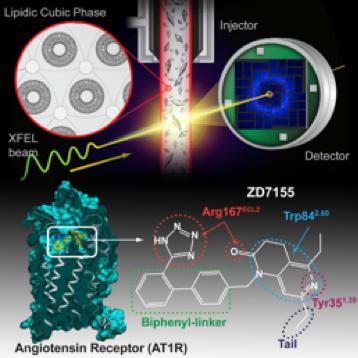 Lipidic Cubic Phase
Injector
XFEL
beam
Detector
ZD7155
Arg167ECL2
Trp842.60
N
N
N
HN
N
O
N
N
Tyr351.39
Biphenyl-linker
Tail
Angiotensin Receptor (AT1R)